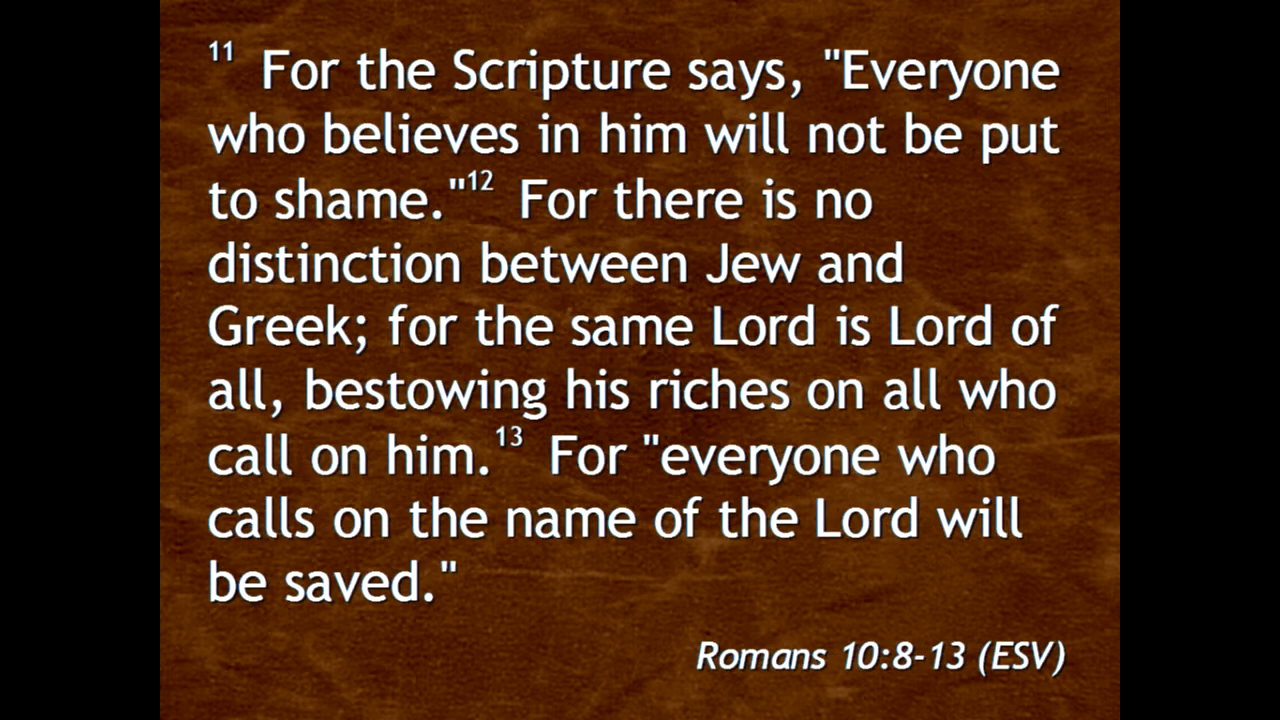 11 For the Scripture says, "Everyone
who believes in him will not be put
to shame."12 For there is no
distinction between Jew and
Greek; for the same Lord is Lord of
all, bestowing his riches on all who
call on him.13 For "everyone who
calls on the name of the Lord will
be saved."
Romans 10:8-13 (ESV)